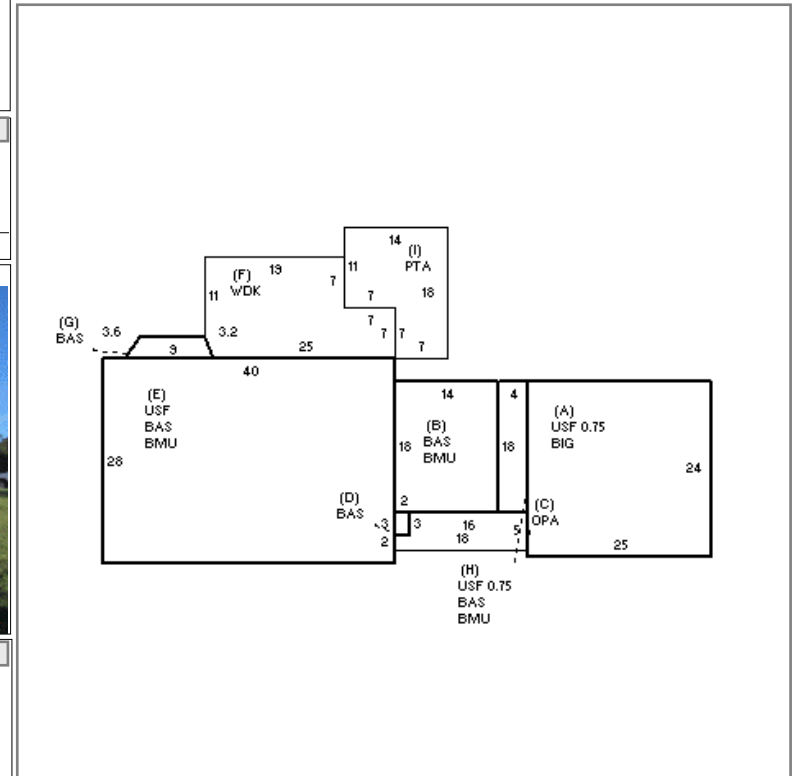 14
(I)
PTA
(F)
WDK
19
11
7
11
7
18
(G)
BAS
3.6
3.2
7
7
7
7
9
25
40
(E)
USF
BAS
BMU
14
4
(A)
USF 0.75
BIG
(B)
BAS
BMU
18
18
28
24
(D)
BAS
2
(C)
OPA
3
3
16
5
2
18
25
(H)
USF 0.75
BAS
BMU